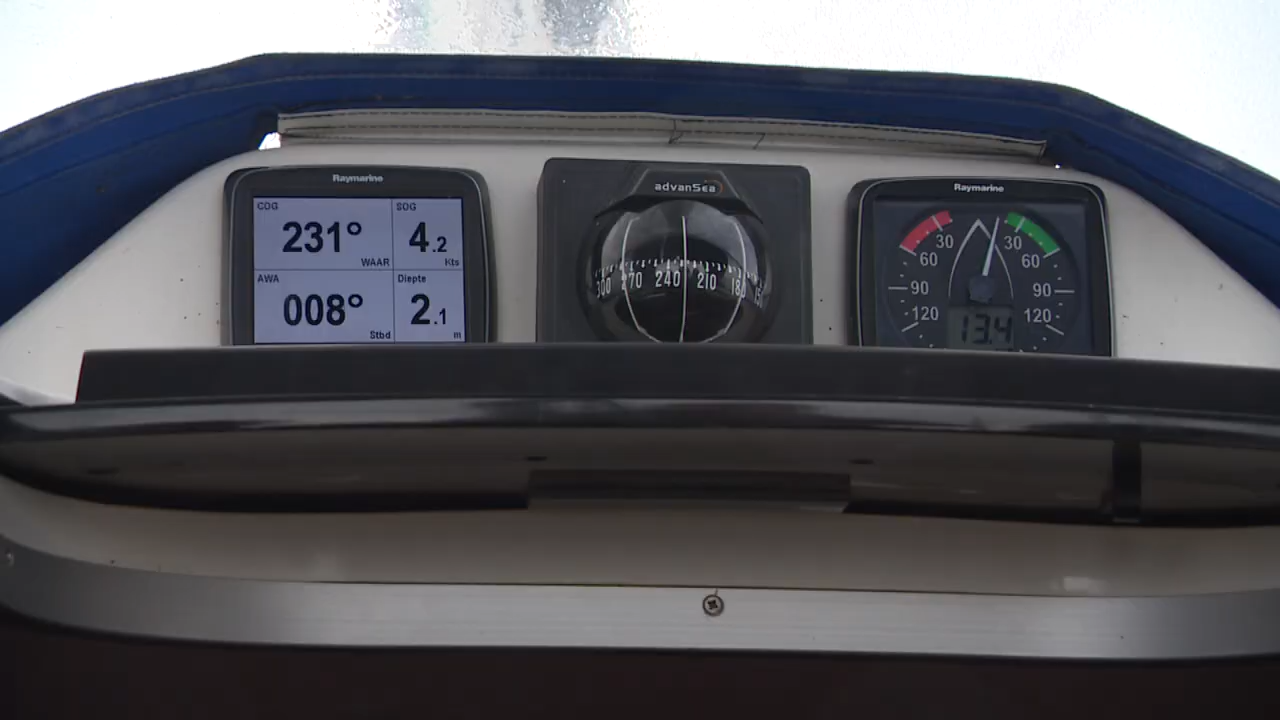 Raymarine
COG
231°
WAAR
SOG
4.2
Kts
AWA
008°
Stbd
Diepte
2.1
m
advanSea
300 270 240 210 180
Raymarine
30 30
60 60
90 90
120 120
13.4